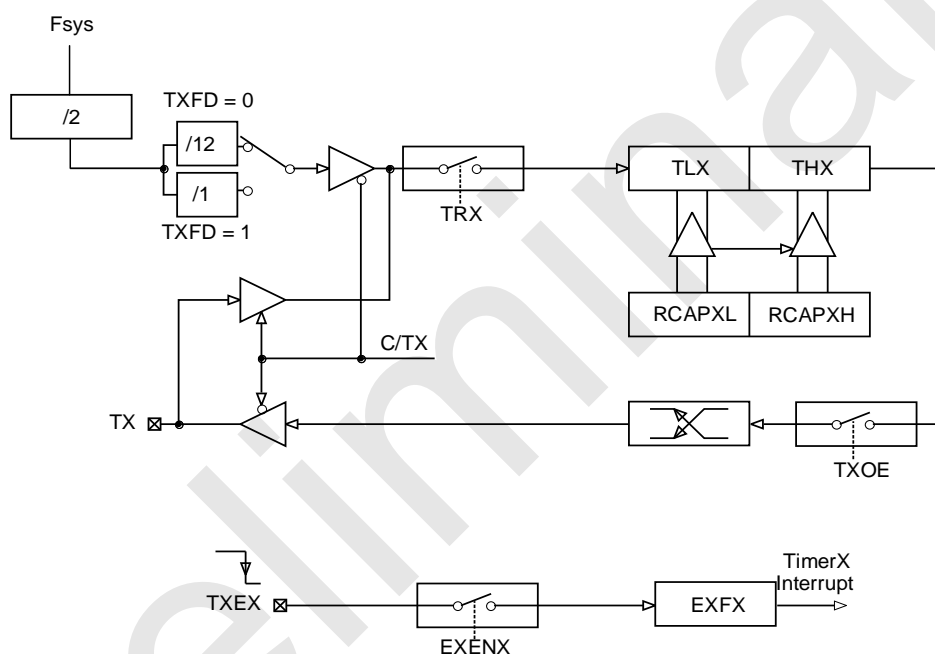 Fsys
/2
TXFD = 0
/12
/1
TXFD = 1
TRX
TLX
THX
RCAPXL
RCAPXH
C/TX
TX
TXOE
TXEX
EXENX
EXFX
TimerX
Interrupt